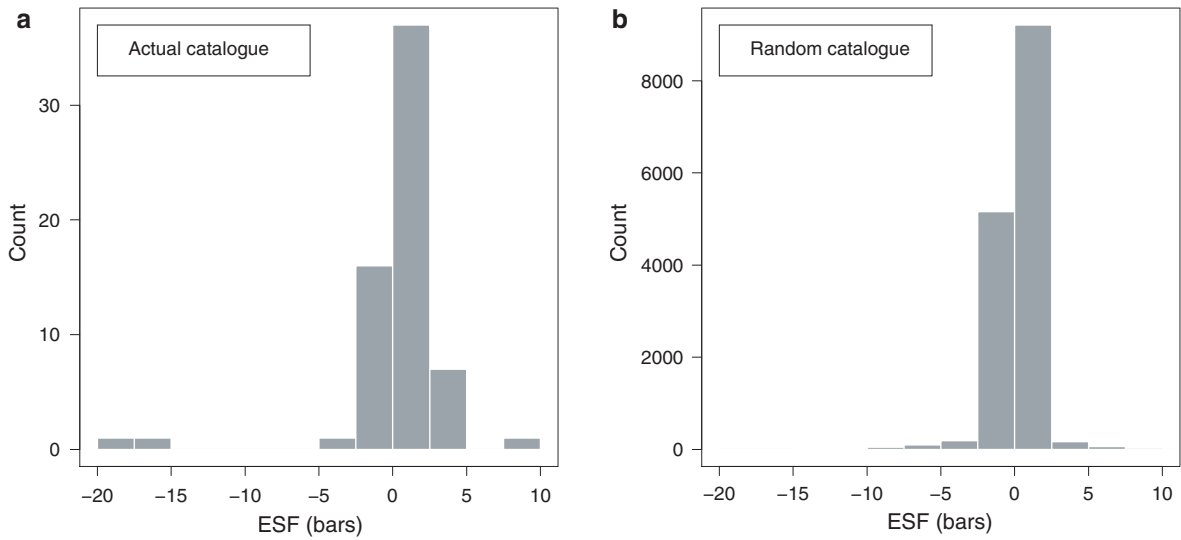 a
Actual catalogue
30
20
10
0
Count
−20 −15 −10 −5 0 5 10
ESF (bars)
b
Random catalogue
8000
6000
4000
2000
0
Count
−20 −15 −10 −5 0 5 10
ESF (bars)